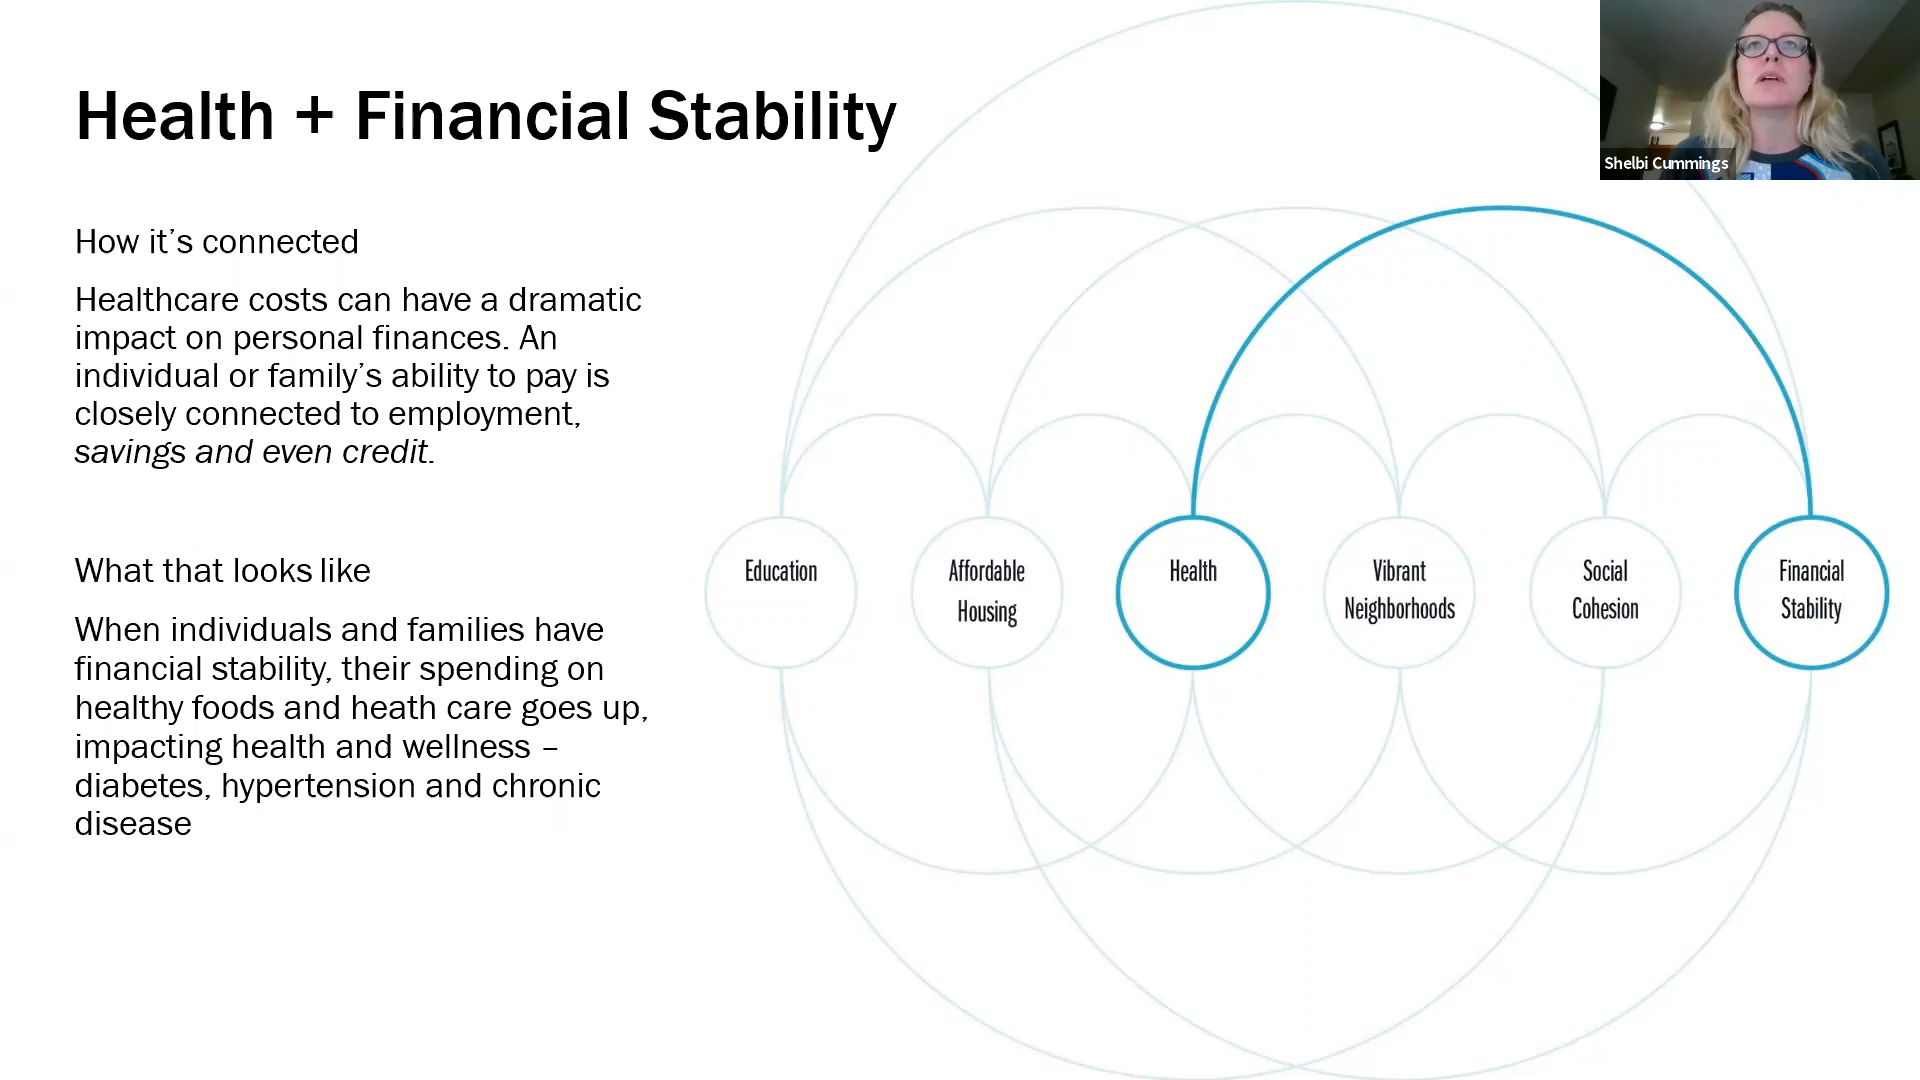 Health + Financial Stability
Shelbi Cummings
How it’s connected
Healthcare costs can have a dramatic
impact on personal finances. An
individual or family’s ability to pay is
closely connected to employment,
savings and even credit.
What that looks like
When individuals and families have
financial stability, their spending on
healthy foods and heath care goes up,
impacting health and wellness –
diabetes, hypertension and chronic
disease
Education
Affordable
Housing
Health
Vibrant
Neighborhoods
Social
Cohesion
Financial
Stability